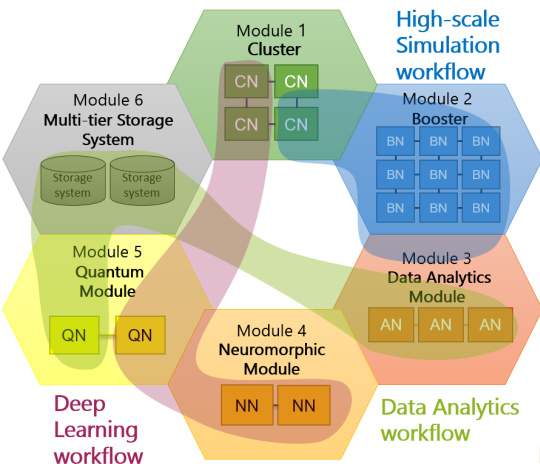 Module 1
Cluster
CN CN
CN CN
High-scale
Simulation
workflow
Module 2
Booster
BN BN BN
BN BN BN
BN BN BN
Module 6
Multi-tier Storage
System
Storage
system
Storage
system
Module 5
Quantum
Module
QN QN
Module 3
Data Analytics
Module
AN AN AN
Module 4
Neuromorphic
Module
NN NN
Deep
Learning
workflow
Data Analytics
workflow